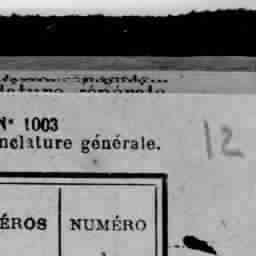 N° 1003
nclature générale.
12
ÉROS
NUMÉRO